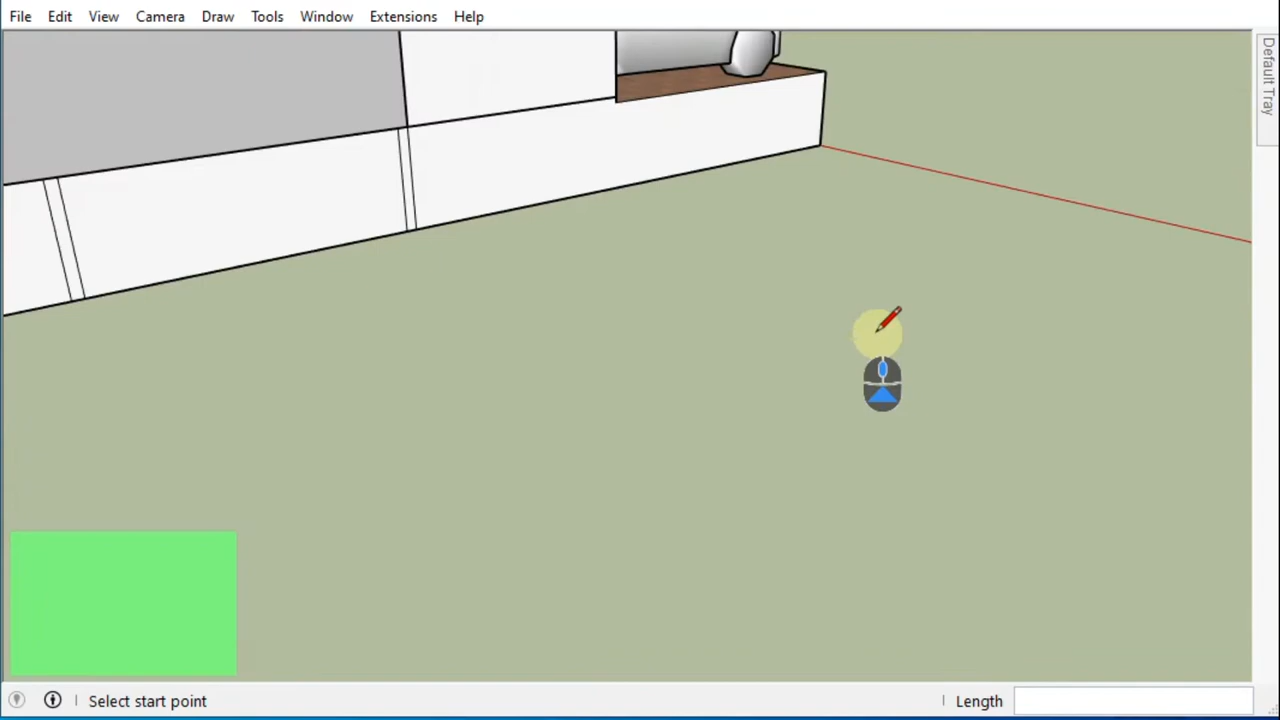 File Edit View Camera Draw Tools Window Extensions Help
Default Tray
Select start point
Length